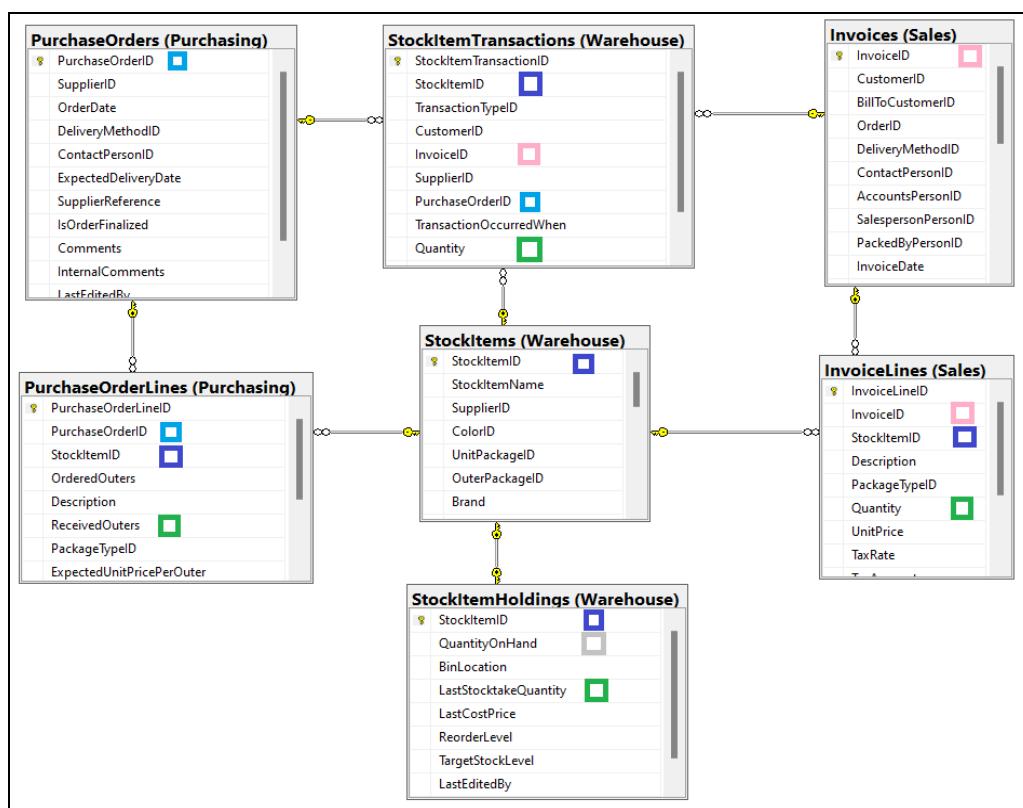 PurchaseOrders (Purchasing)
PurchaseOrderID
SupplierID
OrderDate
DeliveryMethodID
ContactPersonID
ExpectedDeliveryDate
SupplierReference
IsOrderFinalized
Comments
InternalComments
LastEditedBy
StockItemTransactions (Warehouse)
StockItemTransactionID
StockItemID
TransactionTypeID
CustomerID
InvoiceID
SupplierID
PurchaseOrderID
TransactionOccurredWhen
Quantity
Invoices (Sales)
InvoiceID
CustomerID
BillToCustomerID
OrderID
DeliveryMethodID
ContactPersonID
AccountsPersonID
SalespersonPersonID
PackedByPersonID
InvoiceDate
PurchaseOrderLines (Purchasing)
PurchaseOrderLineID
PurchaseOrderID
StockItemID
OrderedOuters
Description
ReceivedOuters
PackageTypeID
ExpectedUnitPricePerOuter
StockItems (Warehouse)
StockItemID
StockItemName
SupplierID
ColorID
UnitPackageID
OuterPackageID
Brand
InvoiceLines (Sales)
InvoiceLineID
InvoiceID
StockItemID
Description
PackageTypeID
Quantity
UnitPrice
TaxRate
StockItemHoldings (Warehouse)
StockItemID
QuantityOnHand
BinLocation
LastStocktakeQuantity
LastCostPrice
ReorderLevel
TargetStockLevel
LastEditedBy